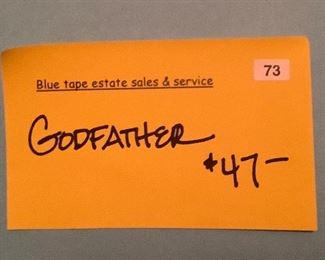 73
Blue tape estate sales & service
GODFATHER
$47-